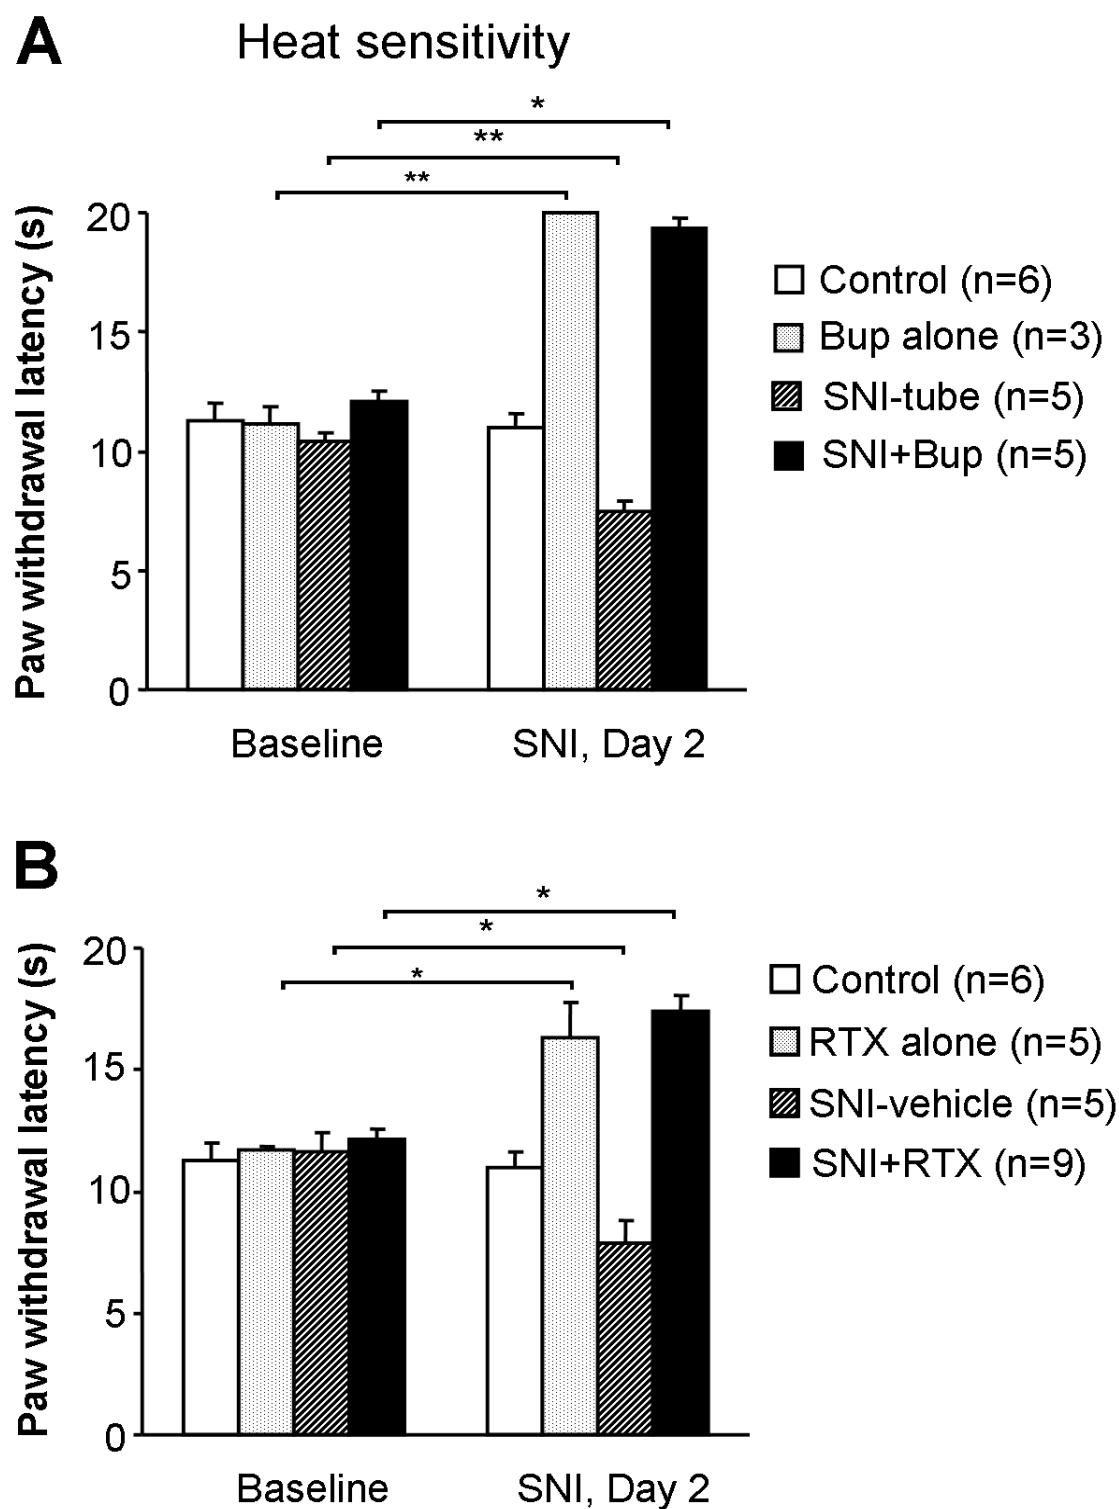 A
Heat sensitivity
*
**
**
Paw withdrawal latency (s)
20
15
10
5
0
Baseline
SNI, Day 2
Control (n=6)
Bup alone (n=3)
SNI-tube (n=5)
SNI+Bup (n=5)
B
*
*
*
Paw withdrawal latency (s)
20
15
10
5
0
Baseline
SNI, Day 2
Control (n=6)
RTX alone (n=5)
SNI-vehicle (n=5)
SNI+RTX (n=9)